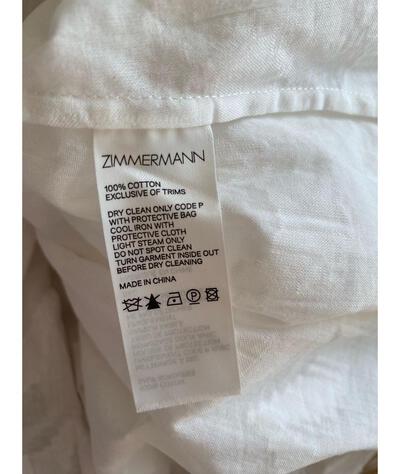 ZIMMERMANN
100% COTTON
EXCLUSIVE OF TRIMS
DRY CLEAN ONLY CODE P
WITH PROTECTIVE BAG
COOL IRON WITH
PROTECTIVE CLOTH
LIGHT STEAM ONLY
DO NOT SPOT CLEAN
TURN GARMENT INSIDE OUT
BEFORE DRY CLEANING
MADE IN CHINA